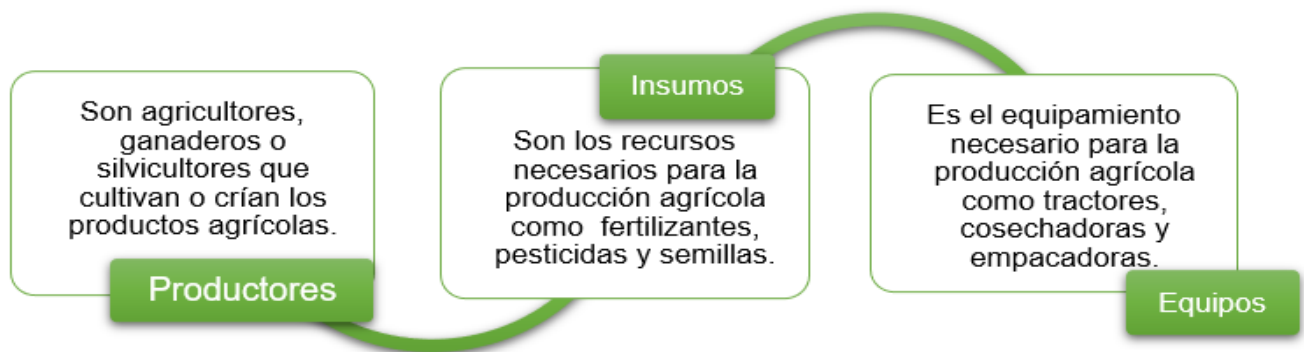 Son agricultores,
ganaderos o
silvicultores que
cultivan o crían los
productos agrícolas.
Productores
Insumos
Son los recursos
necesarios para la
producción agrícola
como  fertilizantes,
pesticidas y semillas.
Es el equipamiento
necesario para la
producción agrícola
como tractores,
cosechadoras y
empacadoras.
Equipos